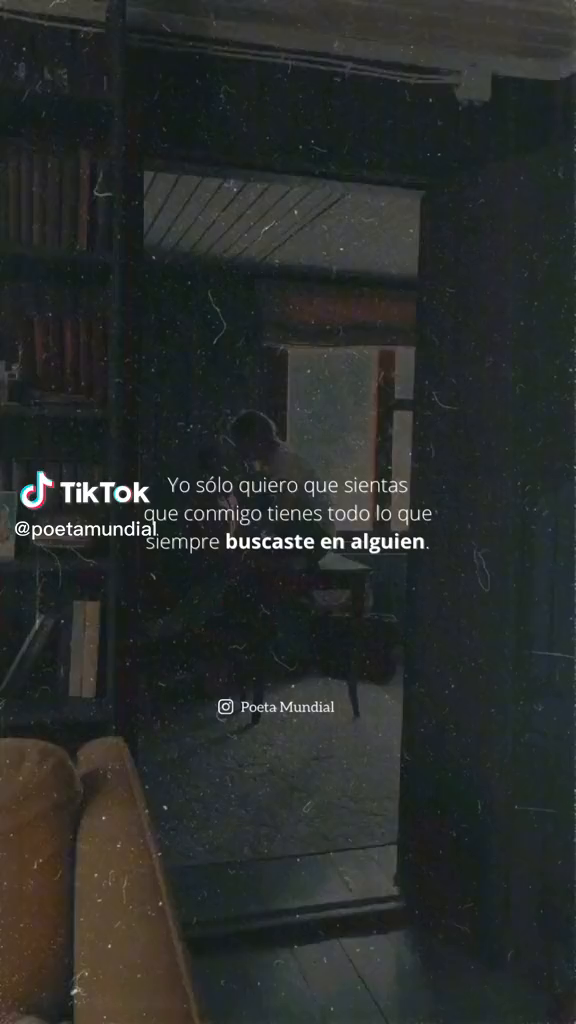 Yo sólo quiero que sientas
que conmigo tienes todo lo que
siempre buscaste en alguien.
TikTok
@poetamundial
Poeta Mundial